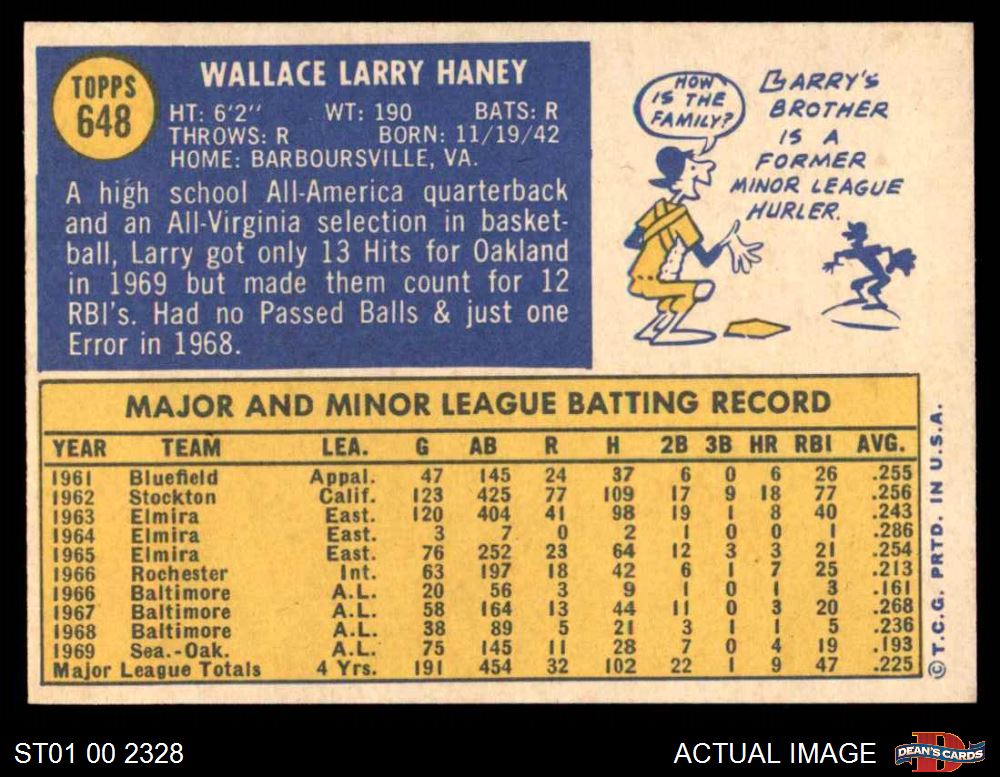 TOPPS
648
WALLACE LARRY HANEY
HT: 6'2" WT: 190 BATS: R
THROWS: R BORN: 11/19/42
HOME: BARBOURSVILLE, VA.
A high school All-America quarterback
and an All-Virginia selection in basket-
ball, Larry got only 13 Hits for Oakland
in 1969 but made them count for 12
RBI's. Had no Passed Balls & just one
Error in 1968.
HOW
IS THE
FAMILY?
LARRY'S
BROTHER
IS A
FORMER
MINOR LEAGUE
HURLER.
MAJOR AND MINOR LEAGUE BATTING RECORD
YEAR TEAM LEA. G AB R H 2B 3B HR RBI AVG.
1961 Bluefield Appal. 47 145 24 37 6 0 6 26 .255
1962 Stockton Calif. 123 425 77 109 17 9 18 77 .256
1963 Elmira East. 120 404 41 98 19 1 8 40 .243
1964 Elmira East. 3 7 0 2 1 0 0 1 .286
1965 Elmira East. 76 252 23 64 12 3 3 21 .254
1966 Rochester Int. 63 197 18 42 6 1 7 25 .213
1966 Baltimore A.L. 20 56 3 9 1 0 1 3 .161
1967 Baltimore A.L. 58 164 13 44 11 0 3 20 .268
1968 Baltimore A.L. 38 89 5 21 3 1 1 5 .236
1969 Sea.-Oak. A.L. 75 145 11 28 7 0 4 19 .193
Major League Totals 4 Yrs. 191 454 32 102 22 1 9 47 .225
©T.C.G. PRTD. IN U.S.A.
ST01 00 2328
ACTUAL IMAGE
DEAN'S CARDS